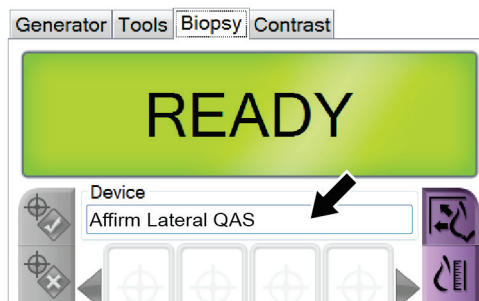 Generator Tools Biopsy Contrast
READY
Device
Affirm Lateral QAS